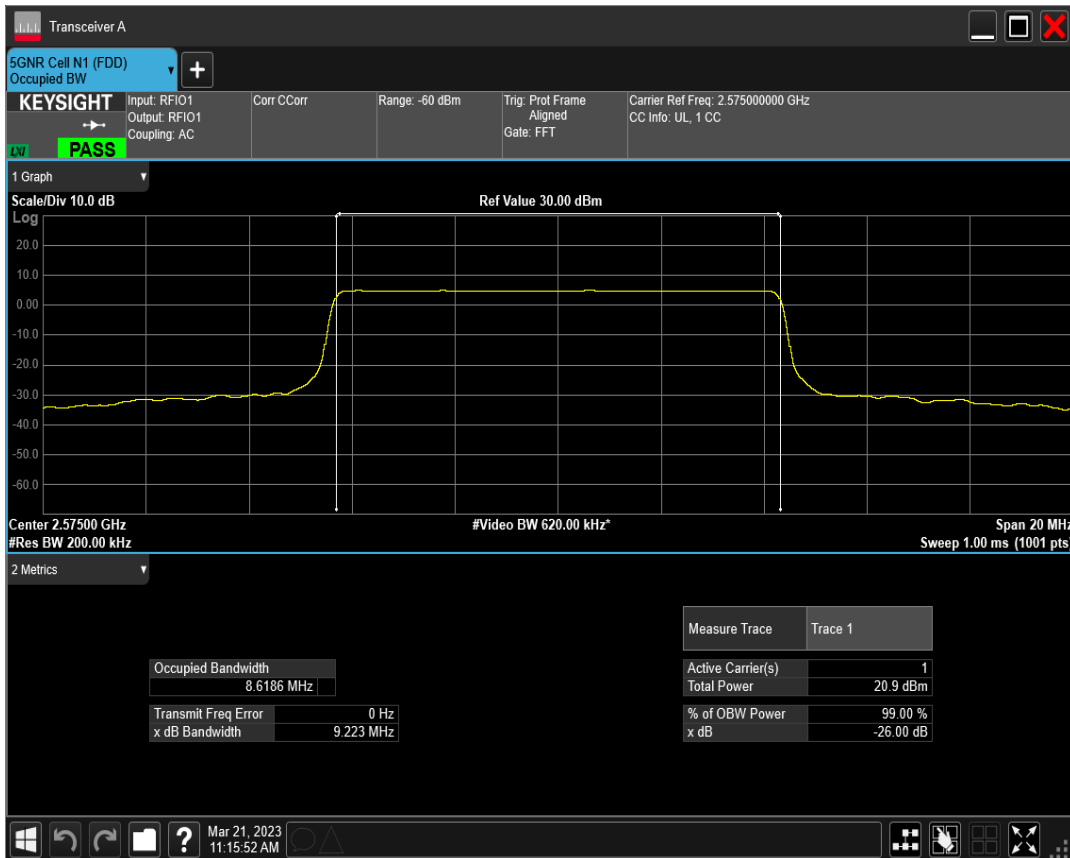 Transceiver A
5GNR Cell N1 (FDD)
Occupied BW
KEYSIGHT
LXI
PASS
Input: RFIO1
Output: RFIO1
Coupling: AC
Corr CCorr
Range: -60 dBm
Trig: Prot Frame
Aligned
Gate: FFT
Carrier Ref Freq: 2.575000000 GHz
CC Info: UL, 1 CC
1 Graph
Scale/Div 10.0 dB
Ref Value 30.00 dBm
Log
20.0
10.0
0.00
-10.0
-20.0
-30.0
-40.0
-50.0
-60.0
Center 2.57500 GHz
#Video BW 620.00 kHz*
Span 20 MHz
#Res BW 200.00 kHz
Sweep 1.00 ms (1001 pts)
2 Metrics
Measure Trace Trace 1
Occupied Bandwidth
8.6186 MHz
Transmit Freq Error 0 Hz
x dB Bandwidth 9.223 MHz
Active Carrier(s) 1
Total Power 20.9 dBm
% of OBW Power 99.00 %
x dB -26.00 dB
?
Mar 21, 2023
11:15:52 AM